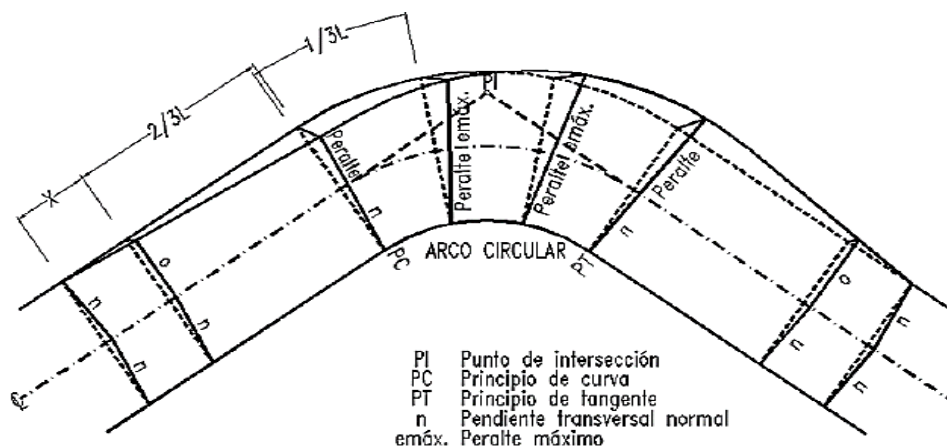 1/3L
2/3L
X
PI
Peralte
Peralte emáx.
Peralte emáx.
Peralte
n
n
n
o
n
n
PC
ARCO CIRCULAR
PT
n
o
n
n
n
PI Punto de intersección
PC Principio de curva
PT Principio de tangente
n Pendiente transversal normal
emáx. Peralte máximo